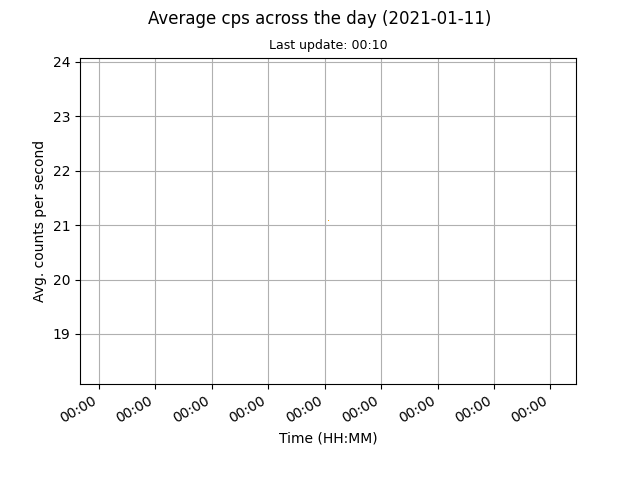 Average cps across the day (2021-01-11)
Last update: 00:10
24
23
22
21
20
19
Avg. counts per second
00:00 00:00 00:00 00:00 00:00 00:00 00:00 00:00 00:00
Time (HH:MM)